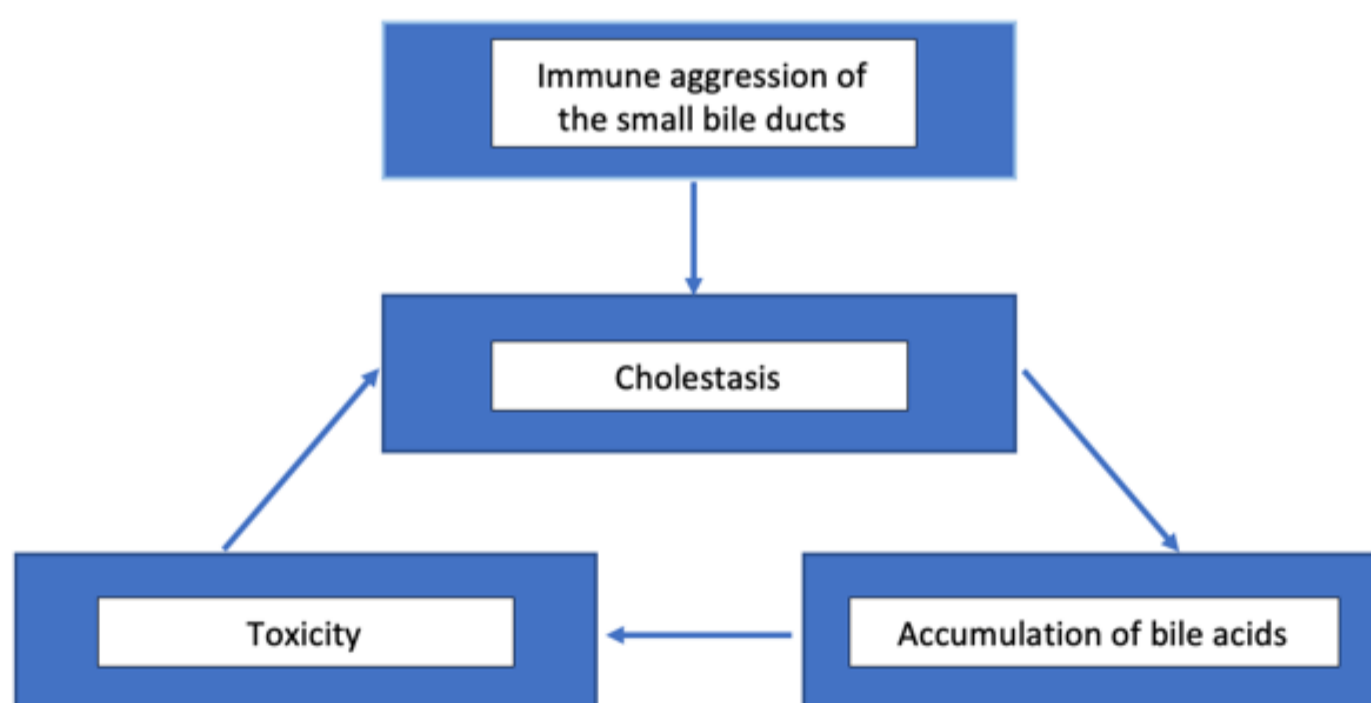 Immune aggression of
the small bile ducts
Cholestasis
Toxicity
Accumulation of bile acids